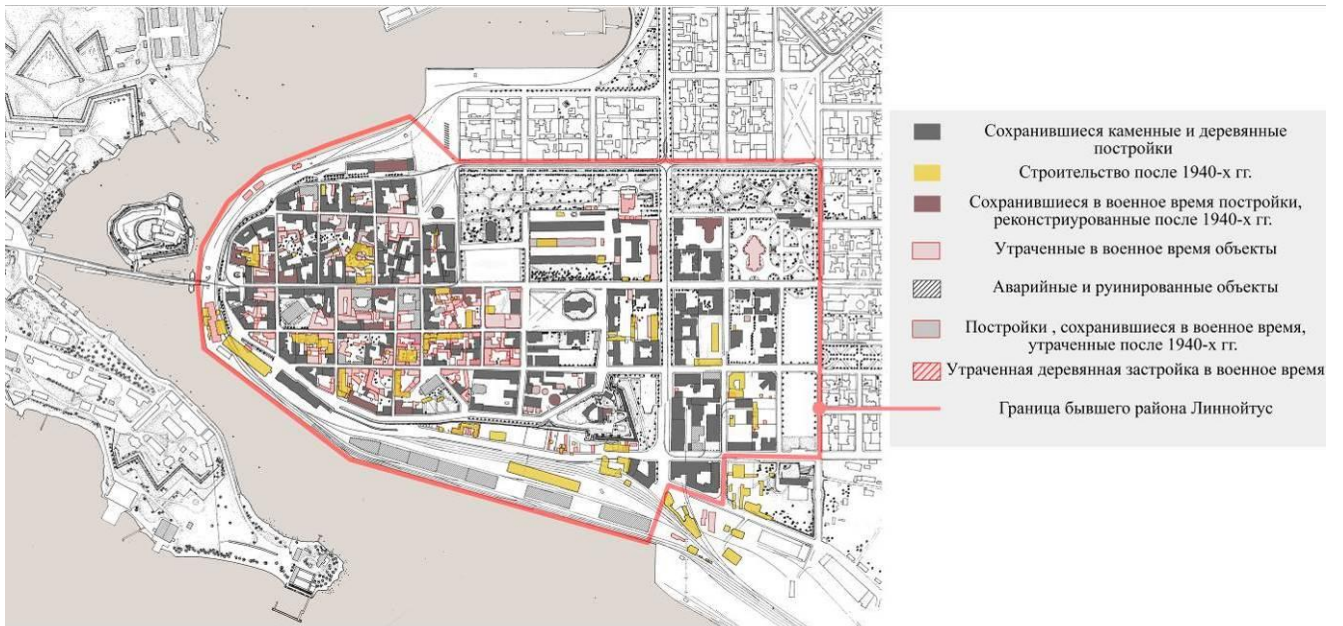 Сохранившиеся каменные и деревянные
постройки
Строительство после 1940-х гг.
Сохранившиеся в военное время постройки,
реконструированные после 1940-х гг.
Утраченные в военное время объекты
Аварийные и руинированные объекты
Постройки , сохранившиеся в военное время,
утраченные после 1940-х гг.
Утраченная деревянная застройка в военное время
Граница бывшего района Линнойтус